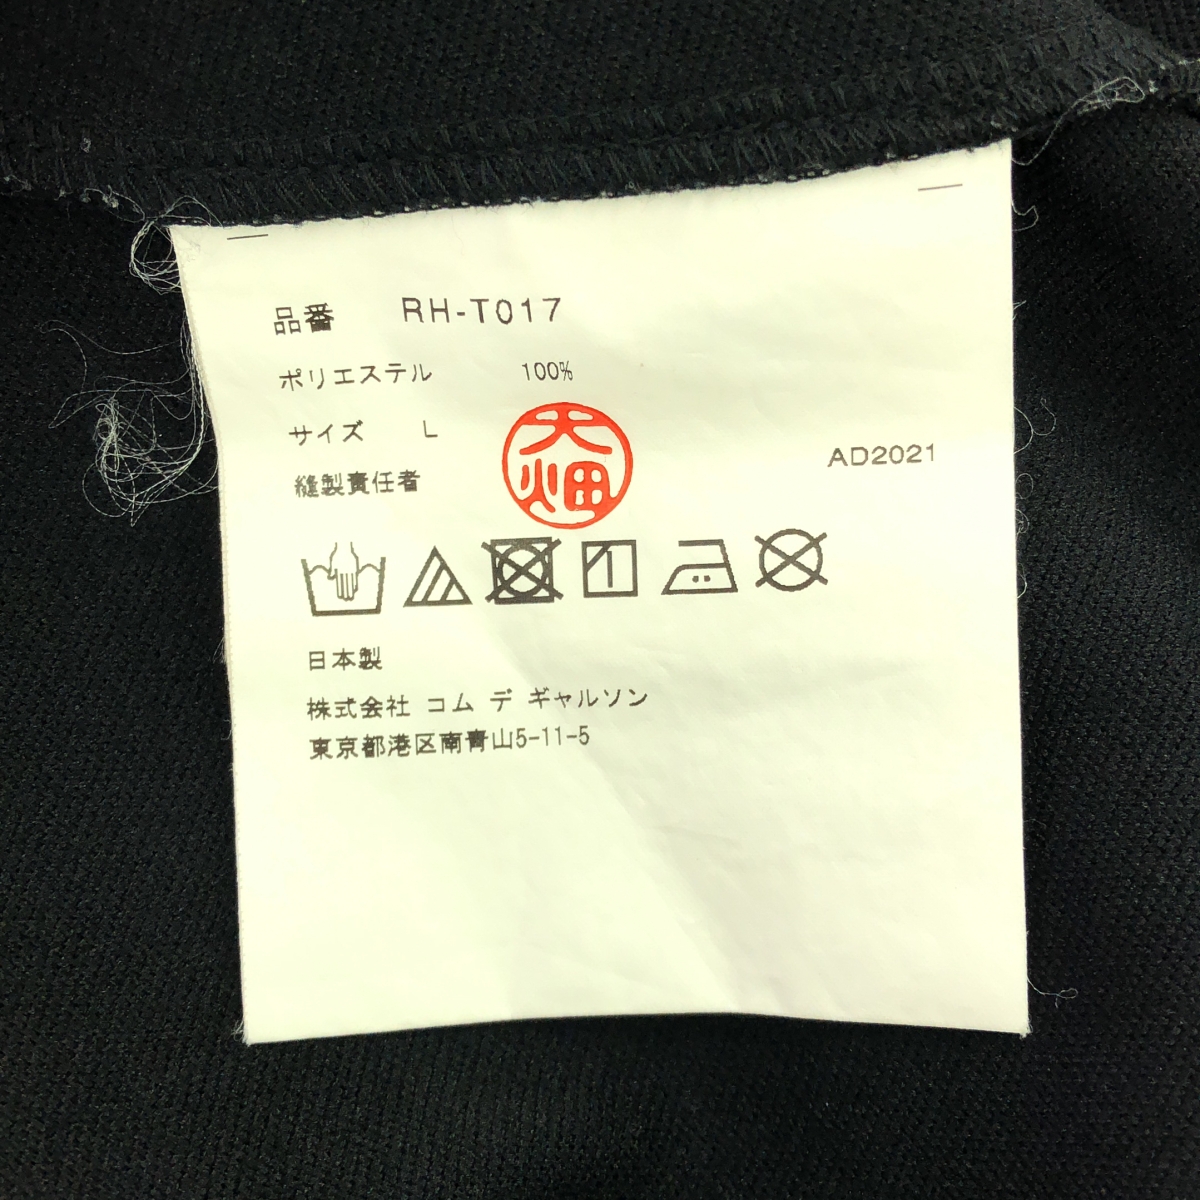 品番 RH-T017
ポリエステル 100%
サイズ L
縫製責任者 大畑
AD2021
日本製
株式会社 コム デ ギャルソン
東京都港区南青山5-11-5